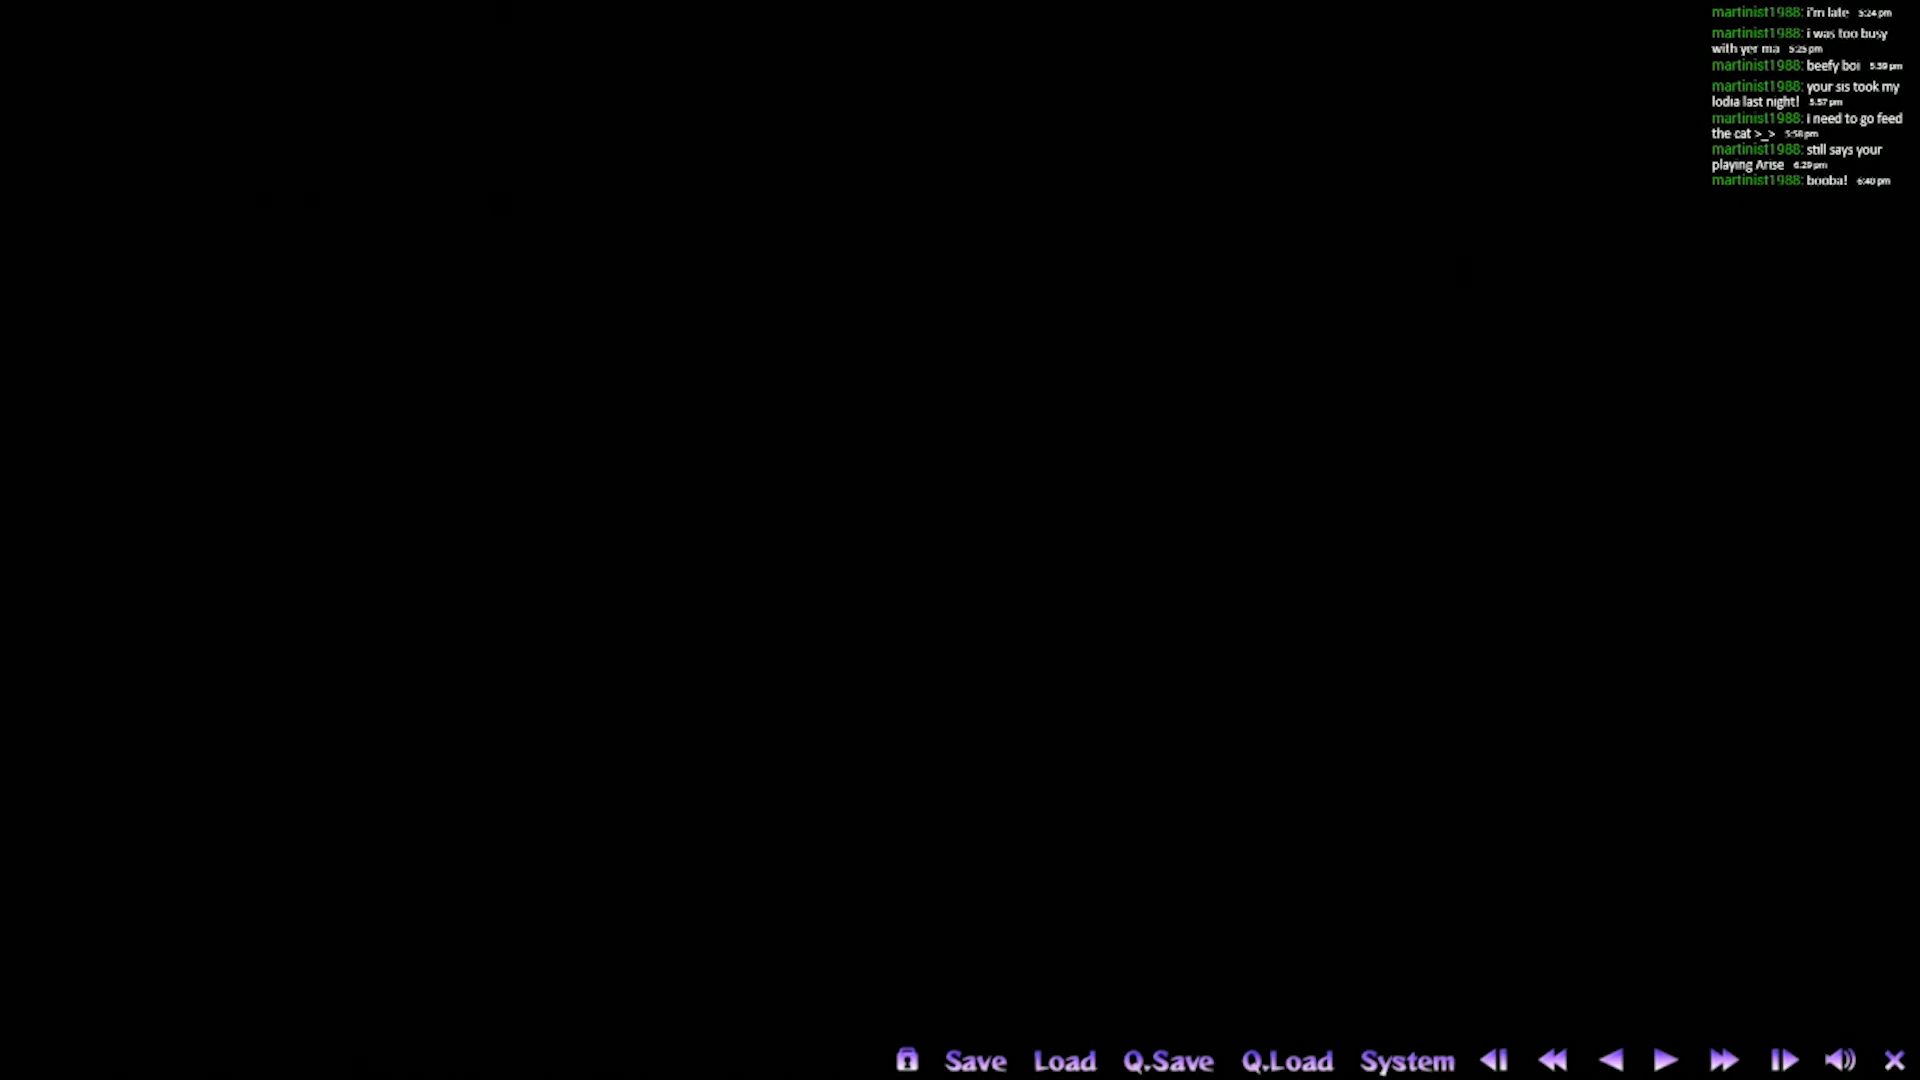 martinist1988: i'm late 5:24 pm
martinist1988: i was too busy
with yer ma 5:25 pm
martinist1988: beefy boi 5:39 pm
martinist1988: your sis took my
lodia last night! 5:57 pm
martinist1988: i need to go feed
the cat >_> 5:58 pm
martinist1988: still says your
playing Arise 6:29 pm
martinist1988: booba! 6:40 pm
Save Load Q.Save Q.Load System